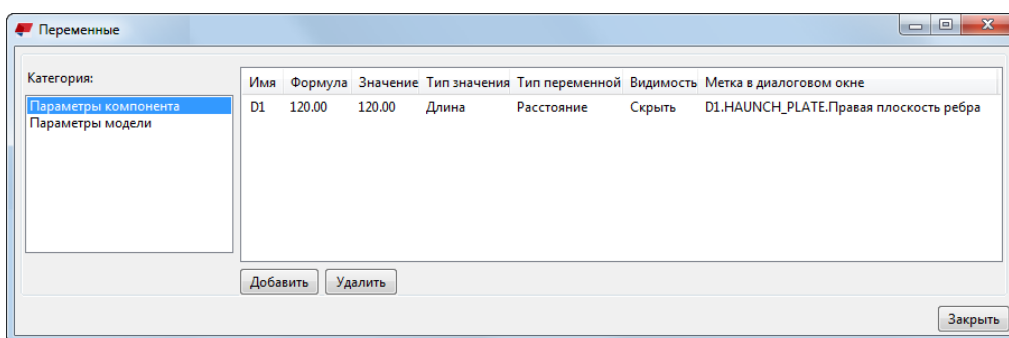 Переменные
Категория:
Параметры компонента
Параметры модели
Имя Формула Значение Тип значения Тип переменной Видимость Метка в диалоговом окне
D1 120.00 120.00 Длина Расстояние Скрыть D1.HAUNCH_PLATE.Правая плоскость ребра
Добавить Удалить
Закрыть